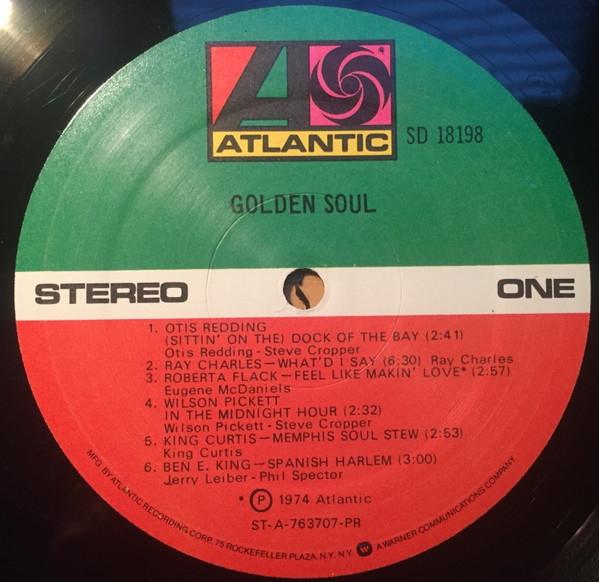 ATLANTIC
SD 18198
GOLDEN SOUL
STEREO
ONE
1. OTIS REDDING
(SITTIN' ON THE) DOCK OF THE BAY (2:41)
Otis Redding - Steve Cropper
2. RAY CHARLES—WHAT'D I SAY (6:30) Ray Charles
3. ROBERTA FLACK—FEEL LIKE MAKIN' LOVE* (2:57)
Eugene McDaniels
4. WILSON PICKETT
IN THE MIDNIGHT HOUR (2:32)
Wilson Pickett - Steve Cropper
5. KING CURTIS—MEMPHIS SOUL STEW (2:53)
King Curtis
6. BEN E. KING—SPANISH HARLEM (3:00)
Jerry Leiber - Phil Spector
* Ⓟ 1974 Atlantic
ST-A-763707-PR
MFG. BY ATLANTIC RECORDING CORP. 75 ROCKEFELLER PLAZA, N.Y. N.Y. W A WARNER COMMUNICATIONS COMPANY